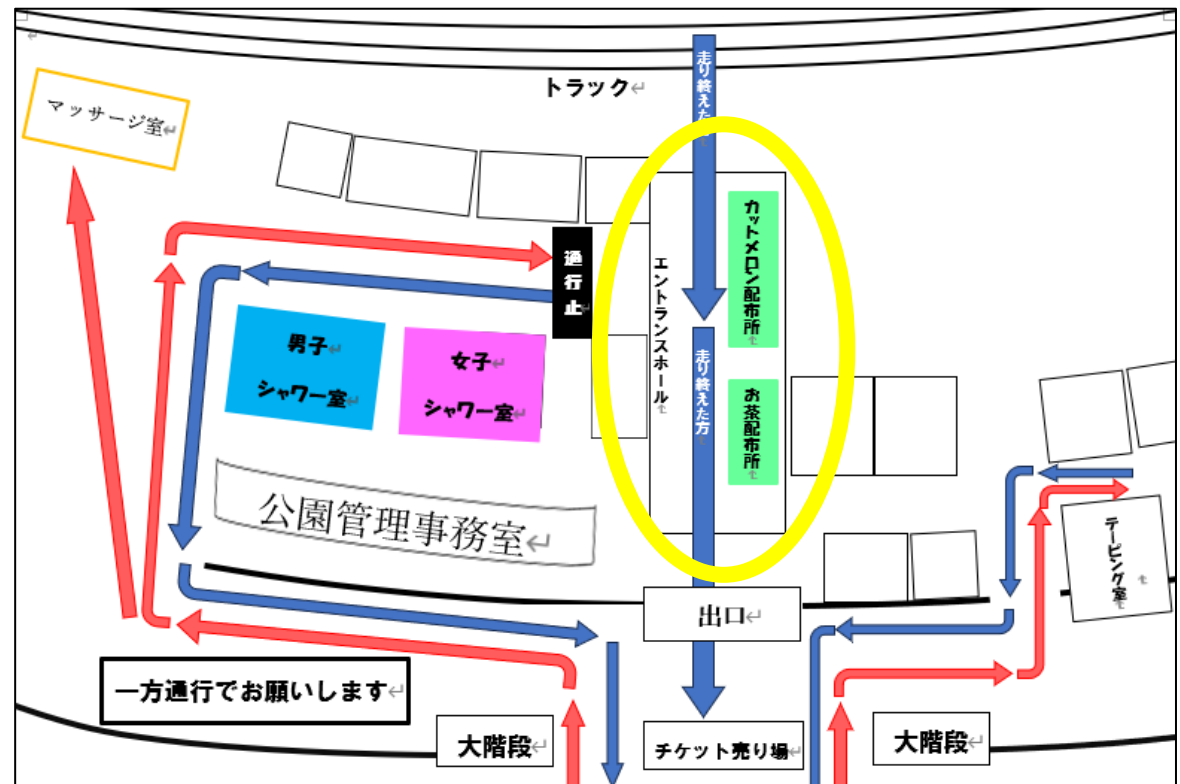 トラック
走り終えた
マッサージ室
カットメロン配布所
通行止
エントランスホール
男子
シャワー室
女子
シャワー室
走り終えた方
お茶配布所
公園管理事務室
テーピング室
出口
一方通行でお願いします
大階段
チケット売り場
大階段